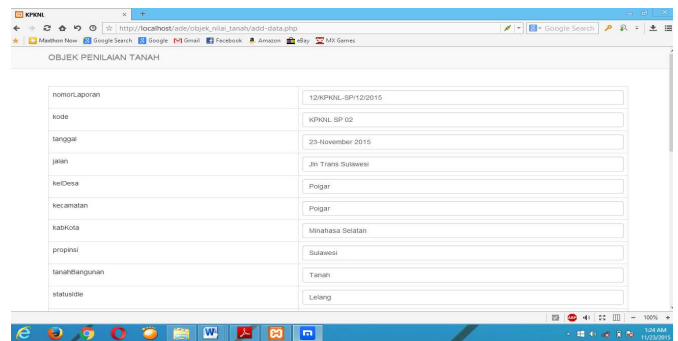 KPKNL
http://localhost/ade/objek_nilai_tanah/add-data.php
Google Search
Maxthon Now Google Search Google Gmail Facebook Amazon eBay MX Games
OBJEK PENILAIAN TANAH
nomorLaporan 12/KPKNL-SP/12/2015
kode KPKNL SP 02
tanggal 23-November 2015
jalan Jln Trans Sulawesi
kelDesa Poigar
kecamatan Poigar
kabKota Minahasa Selatan
propinsi Sulawesi
tanahBangunan Tanah
statusIdle Lelang
100%
1:24 AM
11/23/2015